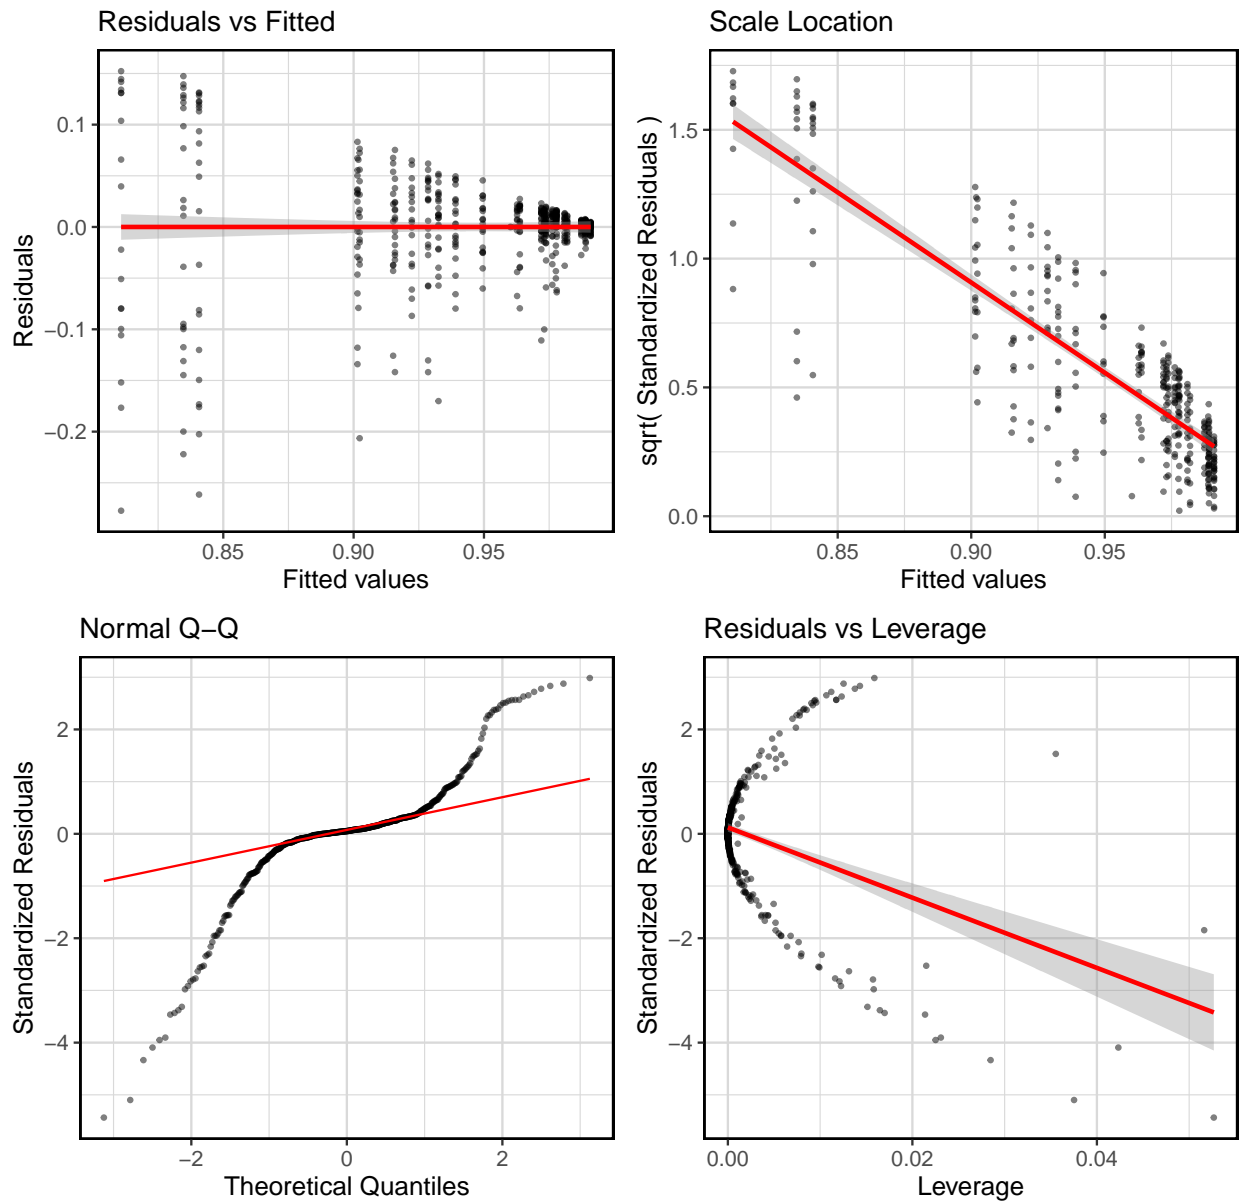 Residuals vs Fitted
Residuals
0.1
0.0
−0.1
−0.2
0.85 0.90 0.95
Fitted values
Scale Location
sqrt( Standardized Residuals )
1.5
1.0
0.5
0.0
0.85 0.90 0.95
Fitted values
Normal Q−Q
Standardized Residuals
2
0
−2
−4
−2 0 2
Theoretical Quantiles
Residuals vs Leverage
Standardized Residuals
2
0
−2
−4
0.00 0.02 0.04
Leverage